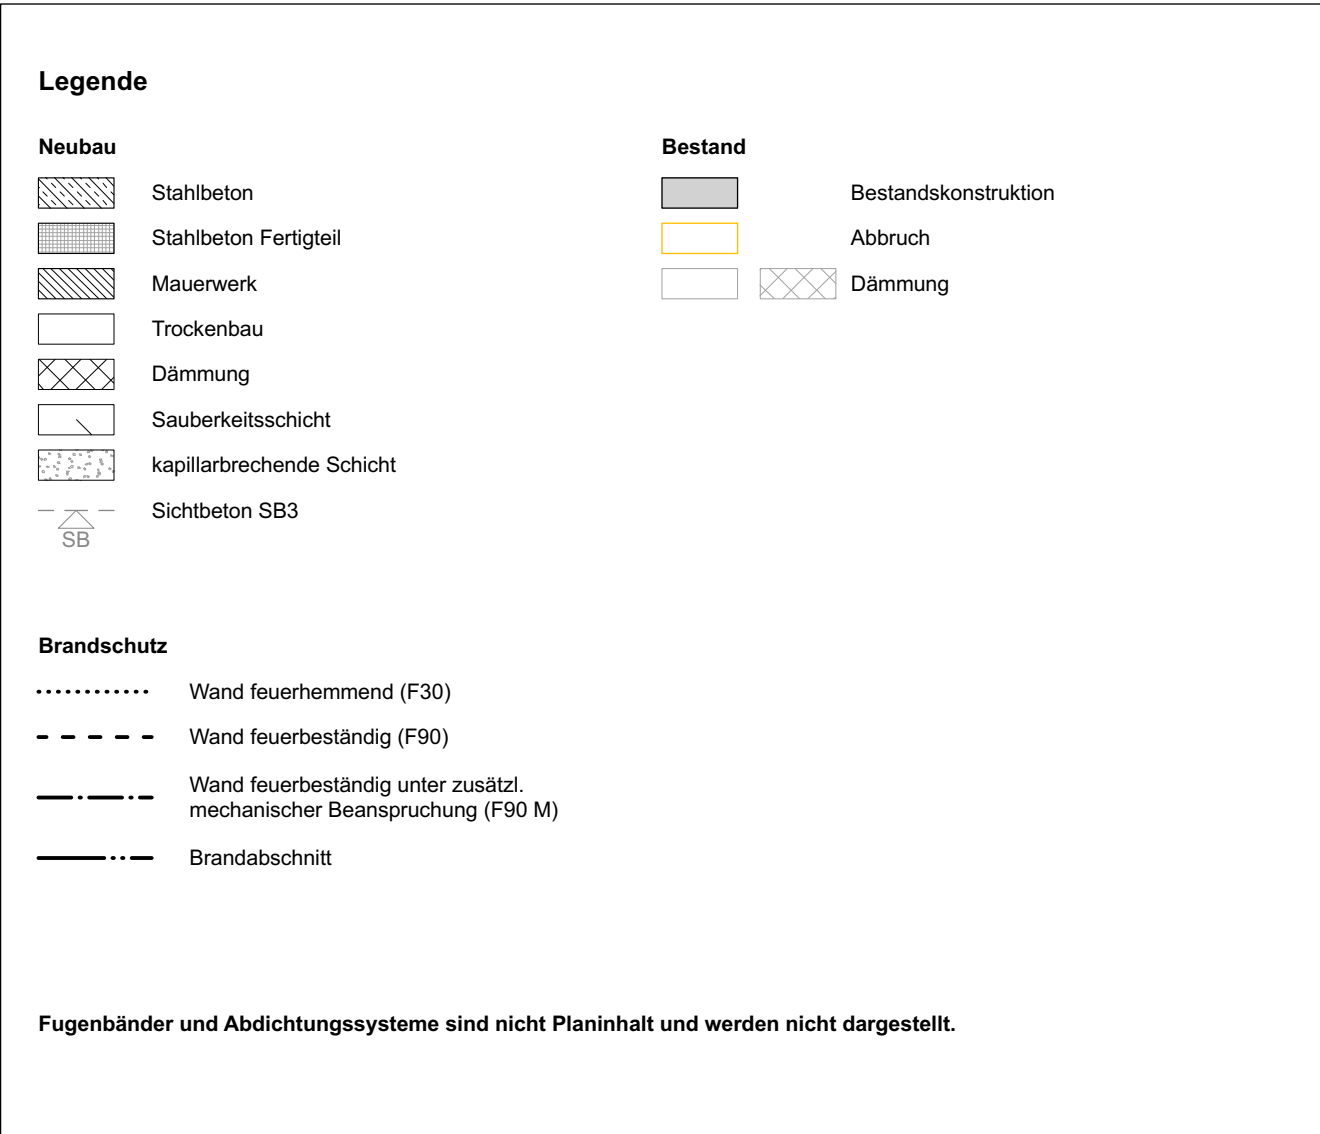 Legende
Neubau
Stahlbeton
Stahlbeton Fertigteil
Mauerwerk
Trockenbau
Dämmung
Sauberkeitsschicht
kapillarbrechende Schicht
Sichtbeton SB3
SB
Bestand
Bestandskonstruktion
Abbruch
Dämmung
Brandschutz
Wand feuerhemmend (F30)
Wand feuerbeständig (F90)
Wand feuerbeständig unter zusätzl.
mechanischer Beanspruchung (F90 M)
Brandabschnitt
Fugenbänder und Abdichtungssysteme sind nicht Planinhalt und werden nicht dargestellt.